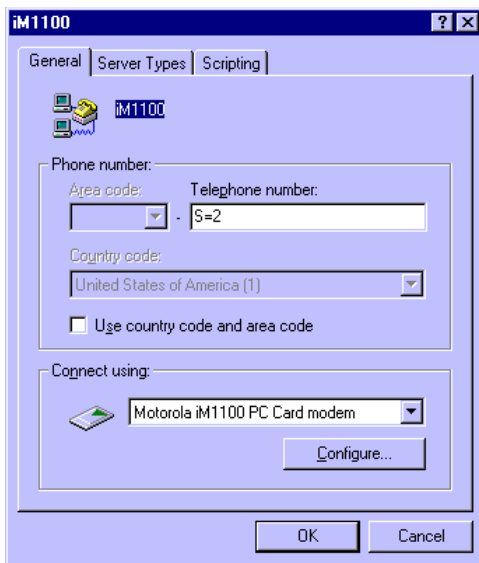 iM1100
General Server Types Scripting
iM1100
Phone number:
Area code: Telephone number:
- S=2
Country code:
United States of America (1)
Use country code and area code
Connect using:
Motorola iM1100 PC Card modem
Configure...
OK Cancel